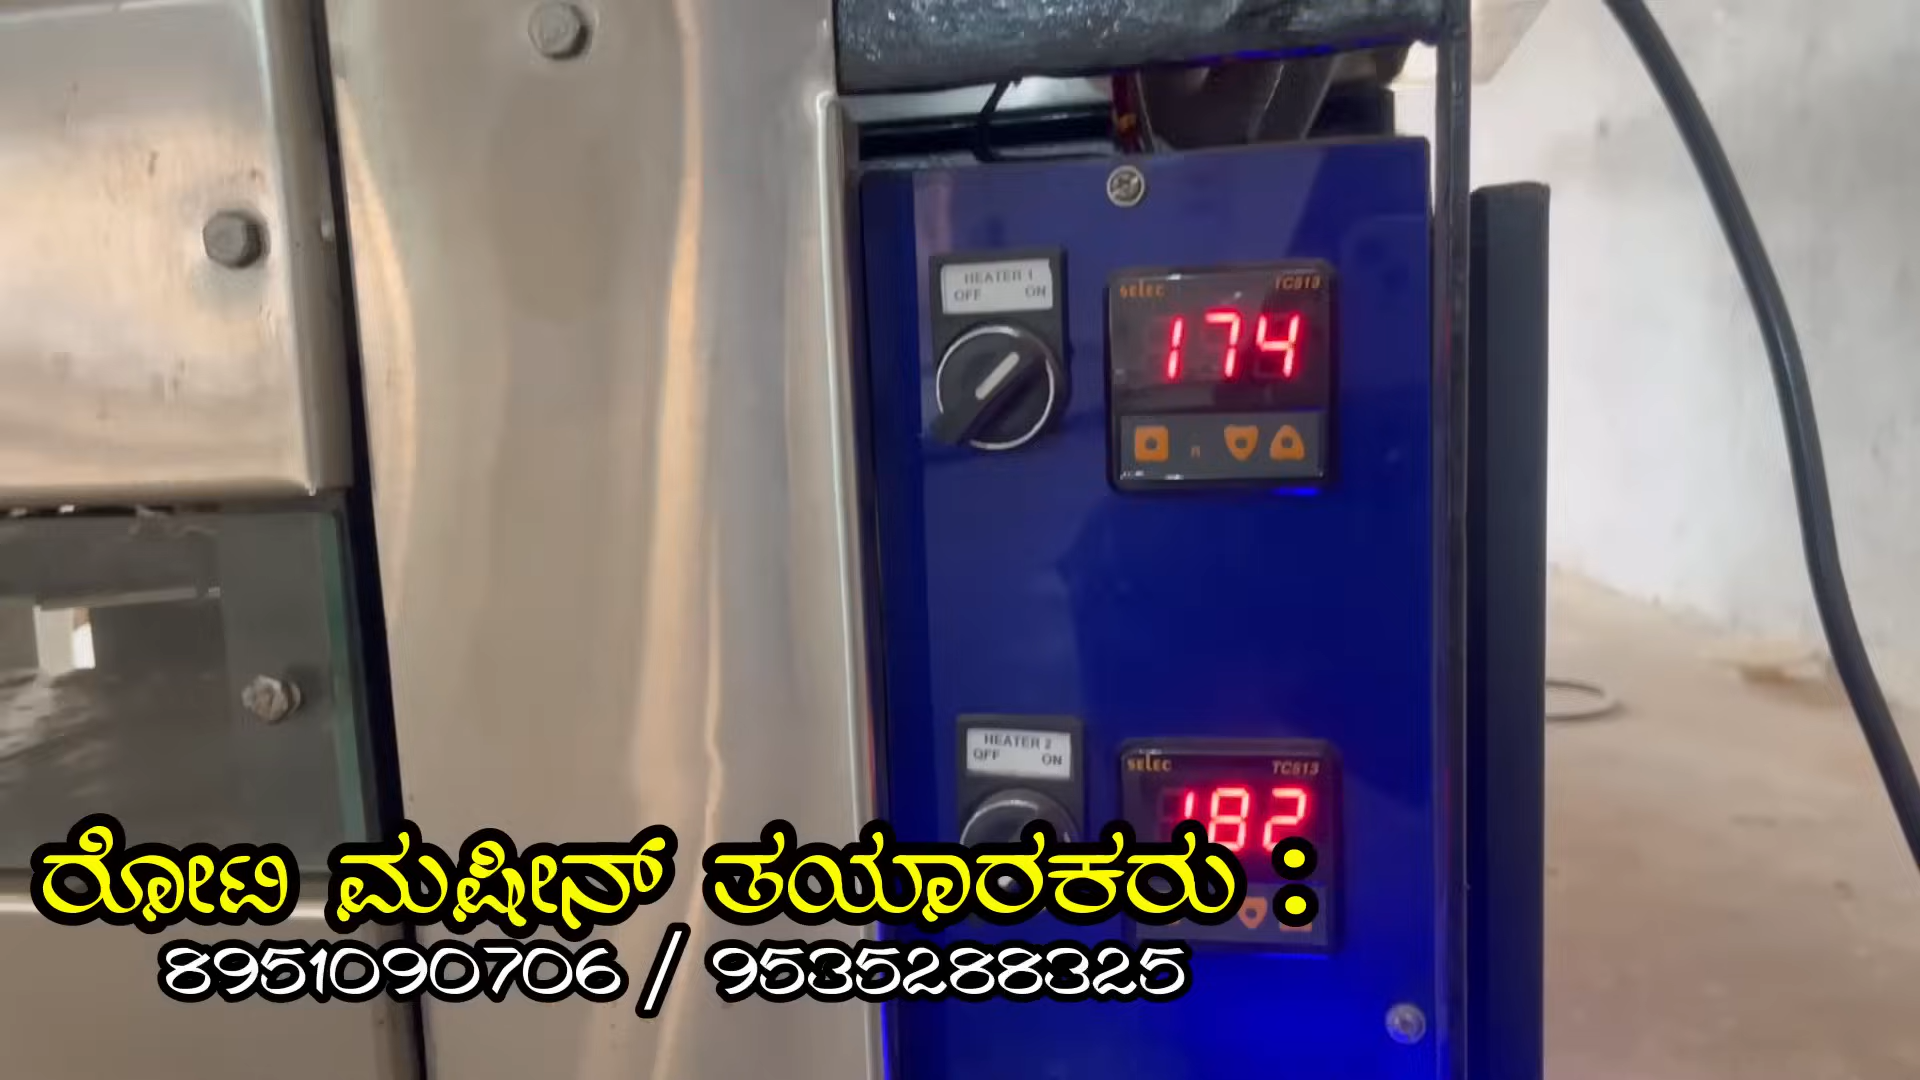 HEATER 1
OFF ON
selec TC513
174
HEATER 2
OFF ON
selec TC513
182
ರೋಟಿ ಮಷೀನ್ ತಯಾರಕರು :
8951090706 / 9535288325